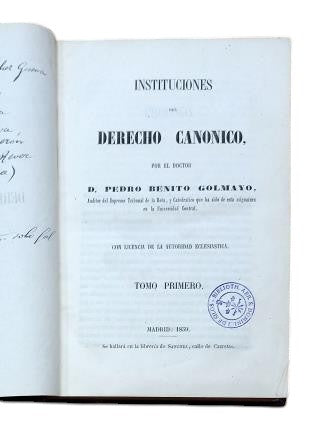 INSTITUCIONES
DEL
DERECHO CANONICO,
POR EL DOCTOR
D. PEDRO BENITO GOLMAYO,
Auditor del Supremo Tribunal de la Rota, y Catedrático que ha sido de esta asignatura
en la Universidad Central.
CON LICENCIA DE LA AUTORIDAD ECLESIASTICA.
TOMO PRIMERO.
MADRID: 1859.
Se hallará en la librería de SANCHEZ, calle de Carretas.